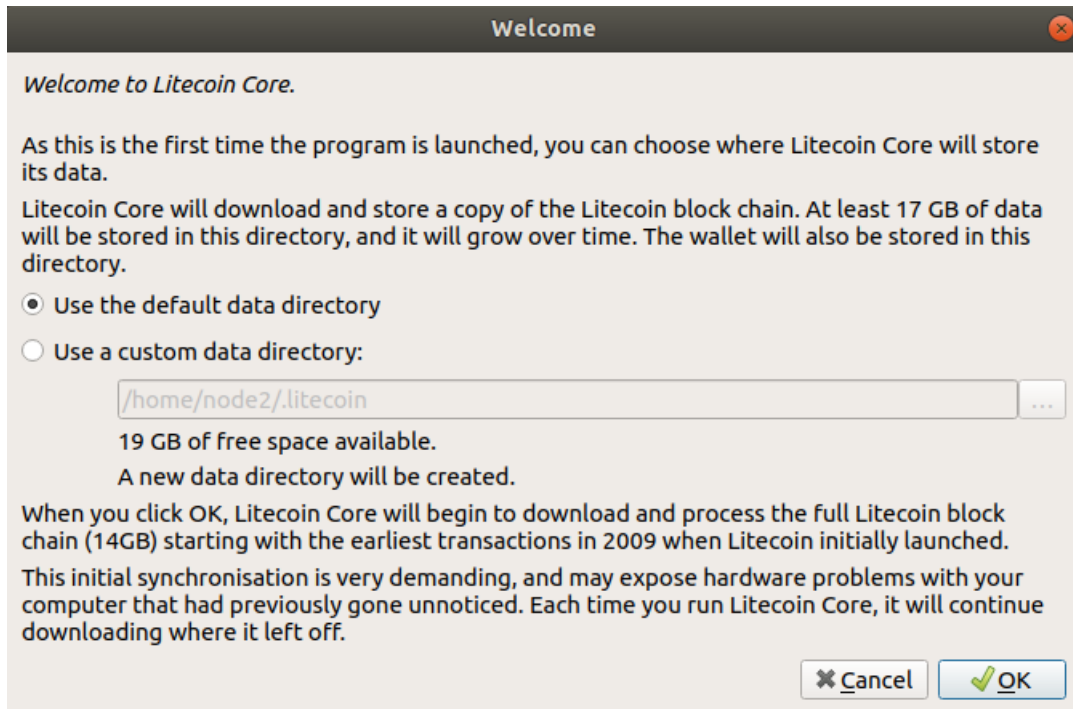 Welcome
Welcome to Litecoin Core.
As this is the first time the program is launched, you can choose where Litecoin Core will store
its data.
Litecoin Core will download and store a copy of the Litecoin block chain. At least 17 GB of data
will be stored in this directory, and it will grow over time. The wallet will also be stored in this
directory.
Use the default data directory
Use a custom data directory:
/home/node2/.litecoin
...
19 GB of free space available.
A new data directory will be created.
When you click OK, Litecoin Core will begin to download and process the full Litecoin block
chain (14GB) starting with the earliest transactions in 2009 when Litecoin initially launched.
This initial synchronisation is very demanding, and may expose hardware problems with your
computer that had previously gone unnoticed. Each time you run Litecoin Core, it will continue
downloading where it left off.
Cancel OK